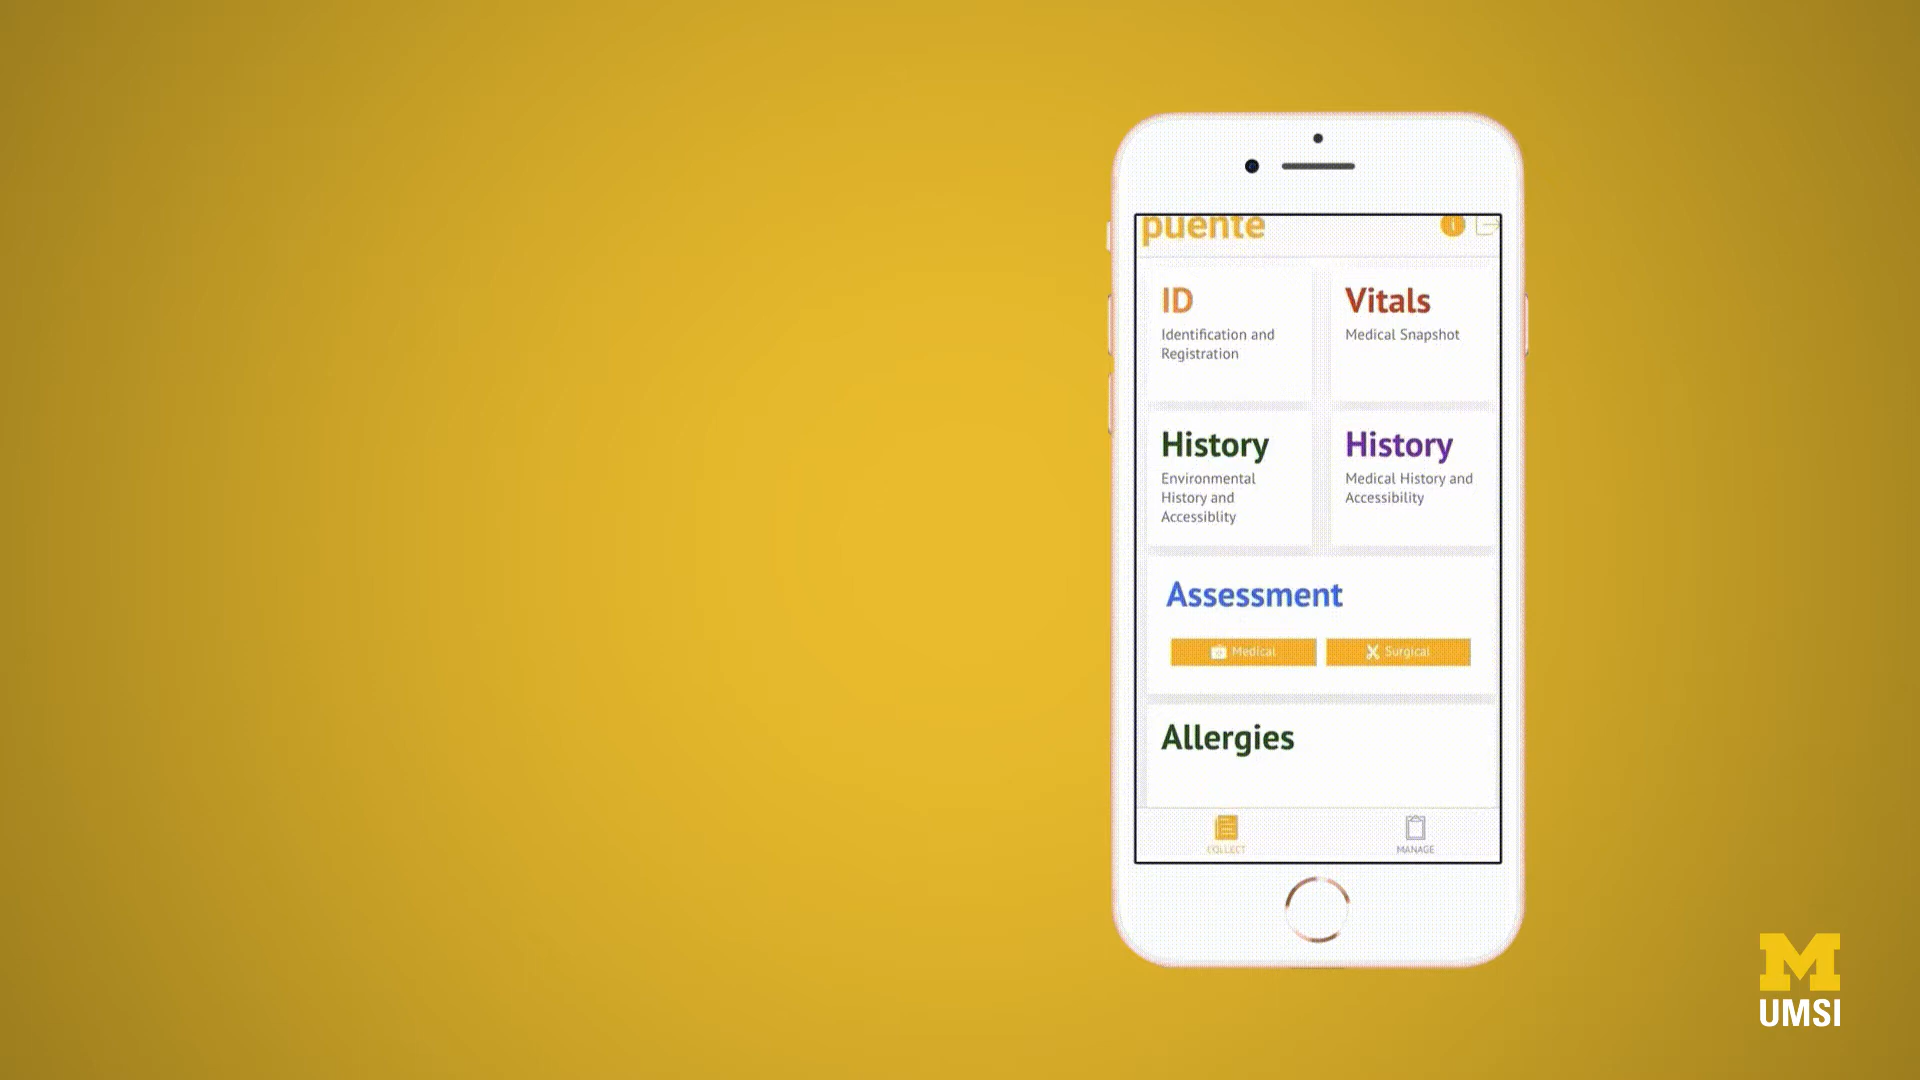 puente
ID
Identification and
Registration
Vitals
Medical Snapshot
History
Environmental
History and
Accessiblity
History
Medical History and
Accessibility
Assessment
Medical
Surgical
Allergies
COLLECT
MANAGE
M
UMSI